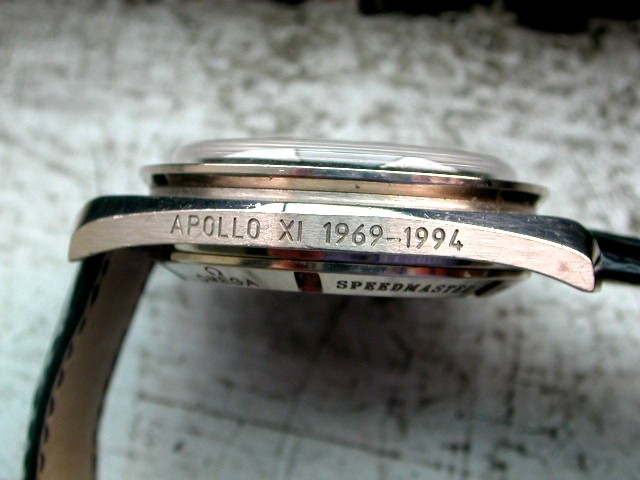 APOLLO XI 1969-1994
Ω OMEGA SPEEDMASTER